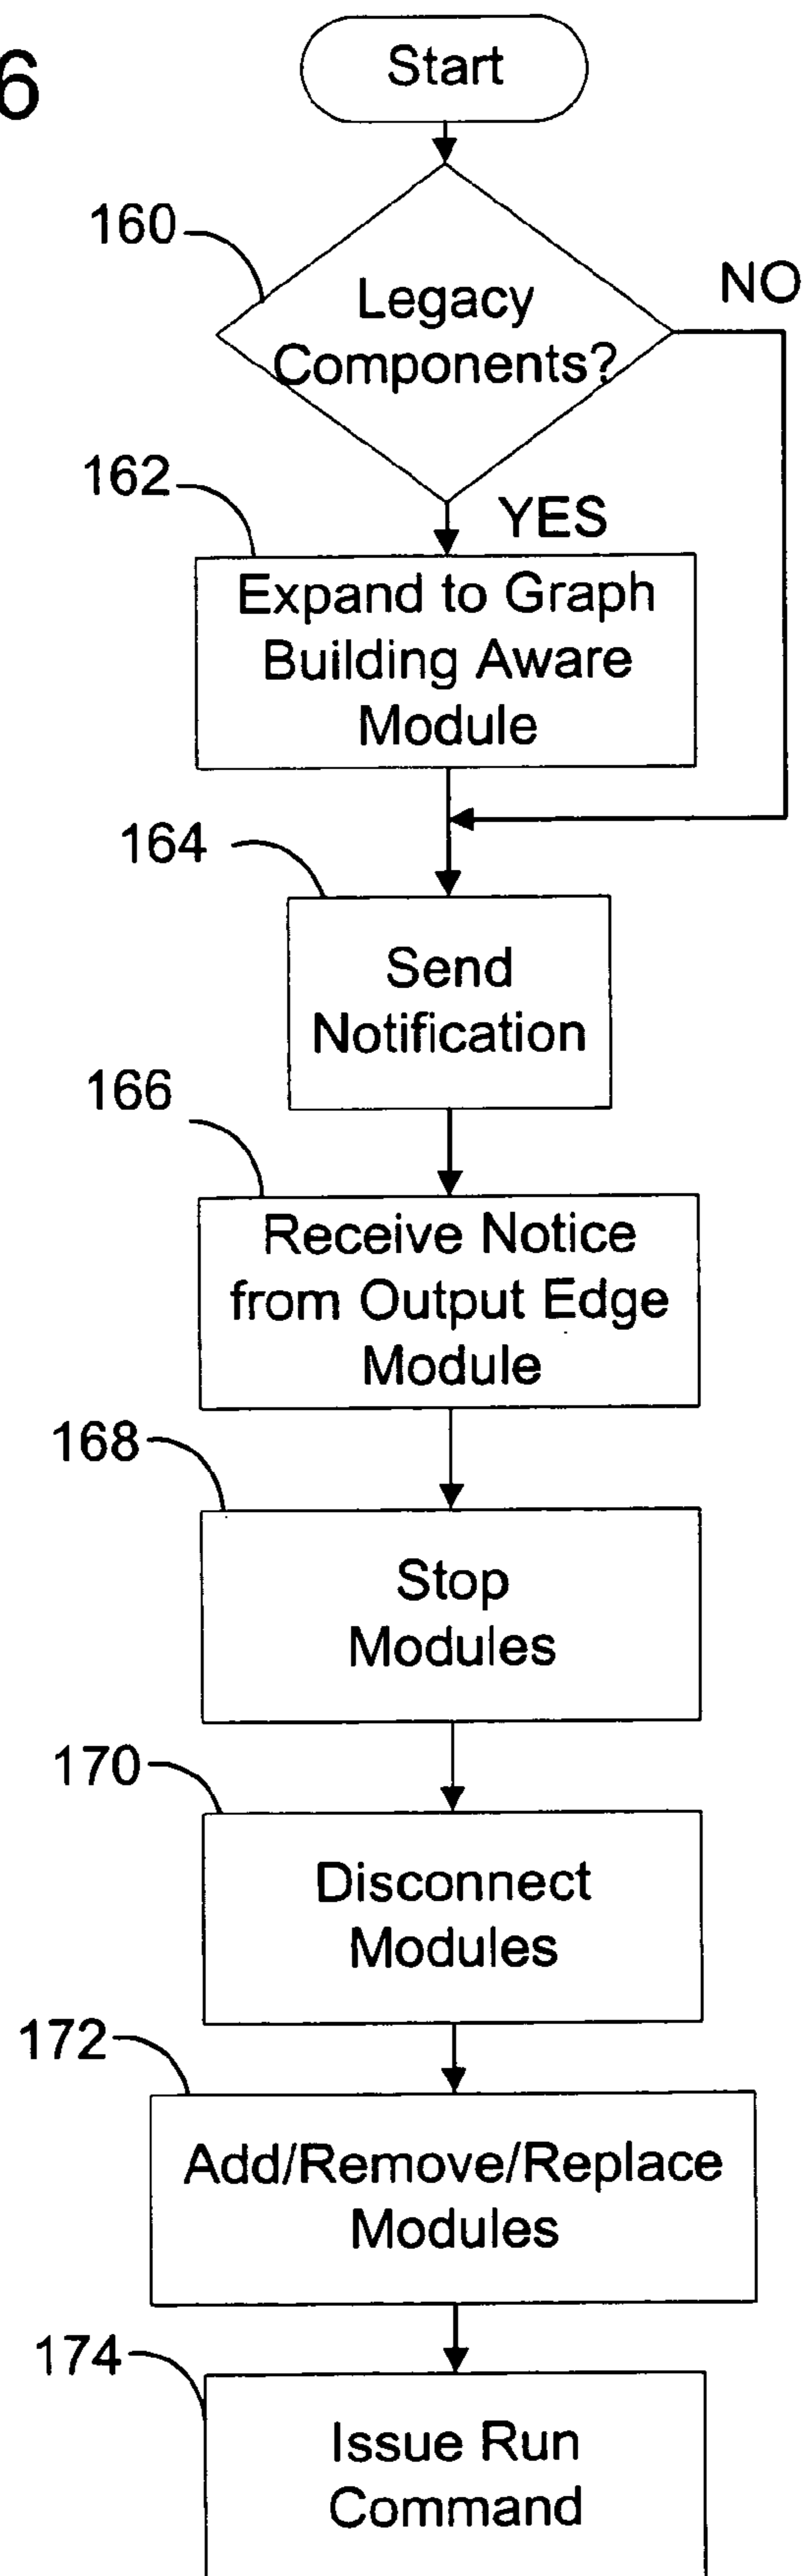 6
Start
160
Legacy
Components?
NO
162
YES
Expand to Graph
Building Aware
Module
164
Send
Notification
166
Receive Notice
from Output Edge
Module
168
Stop
Modules
170
Disconnect
Modules
172
Add/Remove/Replace
Modules
174
Issue Run
Command